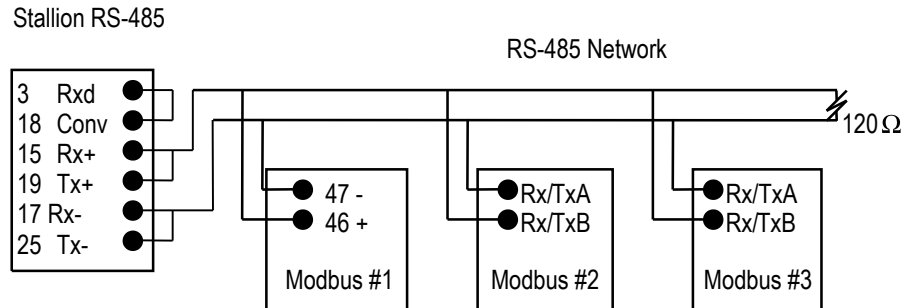 Stallion RS-485
RS-485 Network
3 Rxd
18 Conv
15 Rx+
19 Tx+
17 Rx-
25 Tx-
120 Ω
47 -
46 +
Modbus #1
Rx/TxA
Rx/TxB
Modbus #2
Rx/TxA
Rx/TxB
Modbus #3